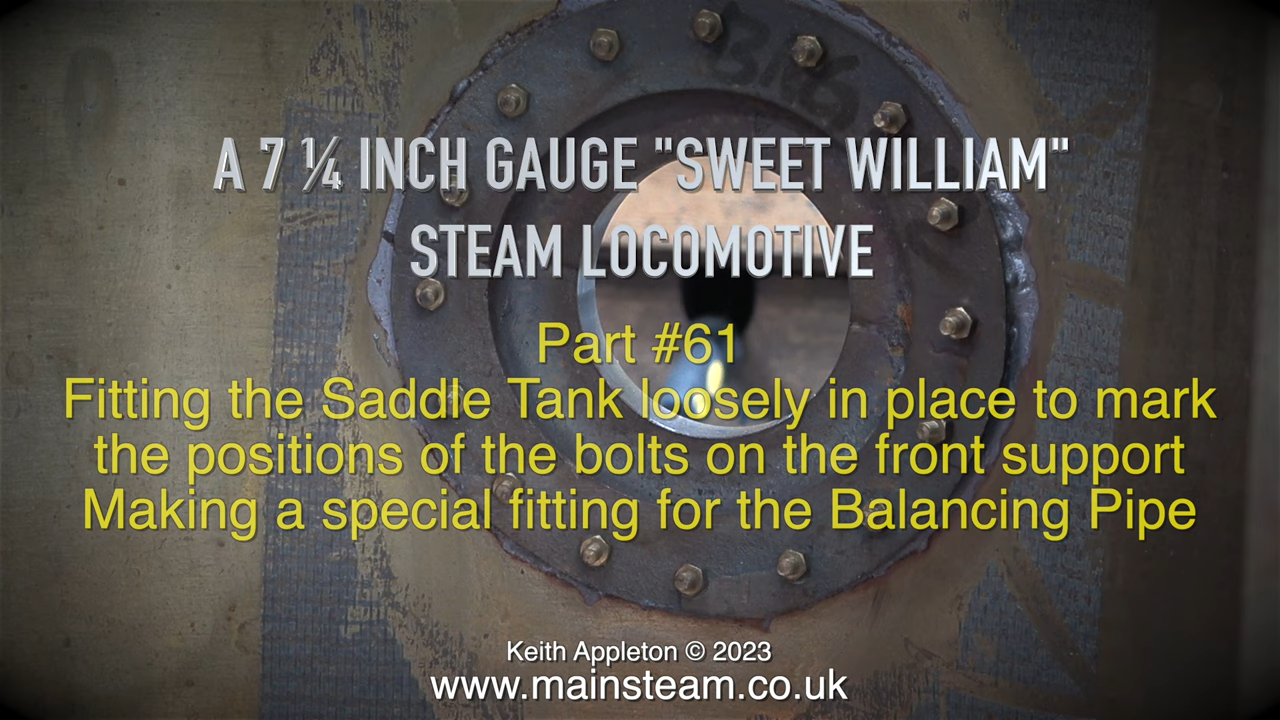 A 7 ¼ INCH GAUGE "SWEET WILLIAM"
STEAM LOCOMOTIVE
Part #61
Fitting the Saddle Tank loosely in place to mark
the positions of the bolts on the front support
Making a special fitting for the Balancing Pipe
Keith Appleton © 2023
www.mainsteam.co.uk